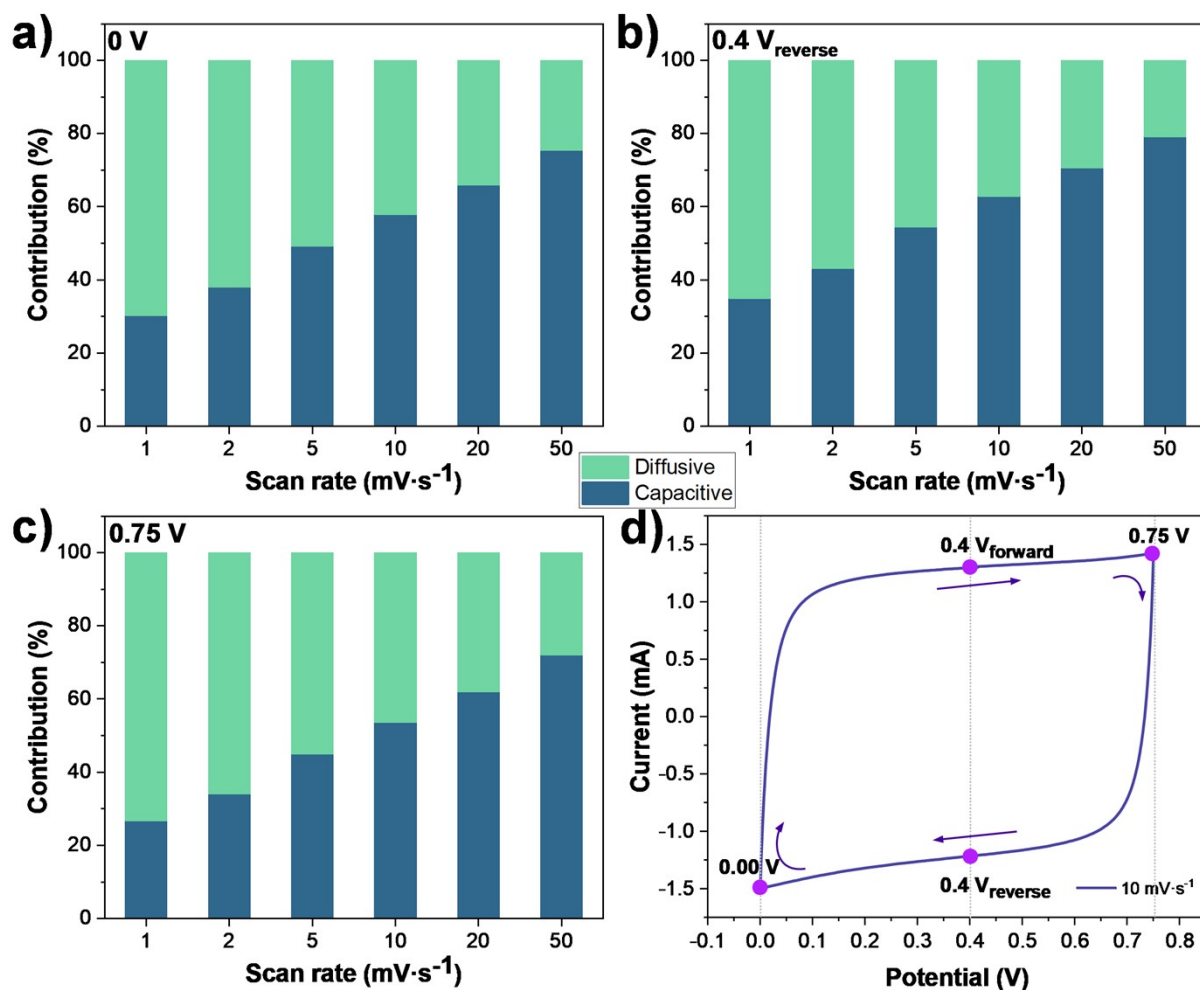 a)
0 V
Contribution (%)
100
80
60
40
20
0
1 2 5 10 20 50
Scan rate (mV·s⁻¹)
b)
0.4 Vreverse
Contribution (%)
100
80
60
40
20
0
1 2 5 10 20 50
Scan rate (mV·s⁻¹)
Diffusive
Capacitive
c)
0.75 V
Contribution (%)
100
80
60
40
20
0
1 2 5 10 20 50
Scan rate (mV·s⁻¹)
d)
Current (mA)
1.5
1.0
0.5
0.0
−0.5
−1.0
−1.5
0.4 Vforward
0.75 V
0.00 V
0.4 Vreverse
10 mV·s⁻¹
−0.1 0.0 0.1 0.2 0.3 0.4 0.5 0.6 0.7 0.8
Potential (V)